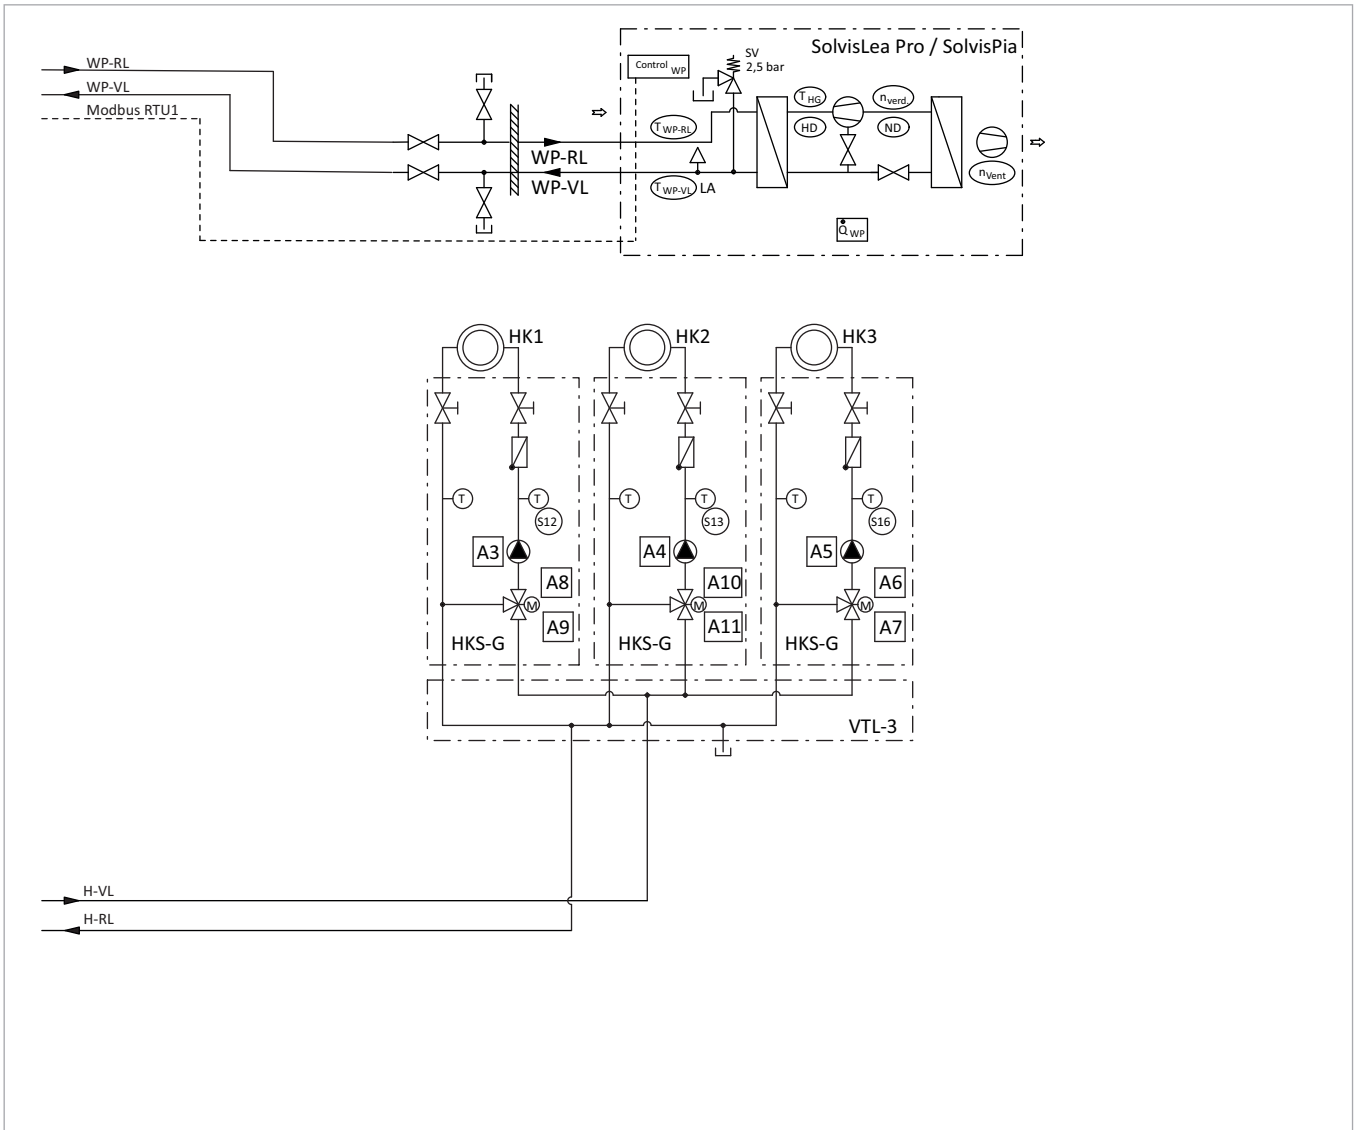 SolvisLea Pro / SolvisPia
SV
2,5 bar
Control WP
WP-RL
WP-VL
Modbus RTU1
T HG
n verd.
T WP-RL
HD
ND
WP-RL
WP-VL
T WP-VL
LA
n Vent
Q̇ WP
HK1
HK2
HK3
T
T
T
T
T
T
S12
S13
S16
A3
A4
A5
A8
A10
A6
M
M
M
A9
A11
A7
HKS-G
HKS-G
HKS-G
VTL-3
H-VL
H-RL